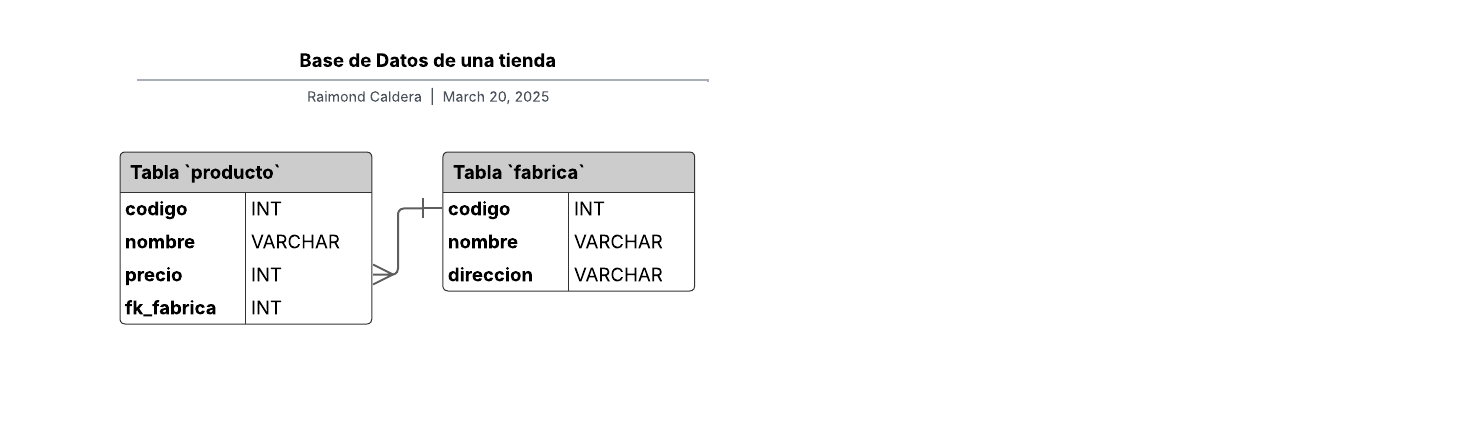 Base de Datos de una tienda
Raimond Caldera | March 20, 2025
Tabla `producto`
codigo INT
nombre VARCHAR
precio INT
fk_fabrica INT
Tabla `fabrica`
codigo INT
nombre VARCHAR
direccion VARCHAR